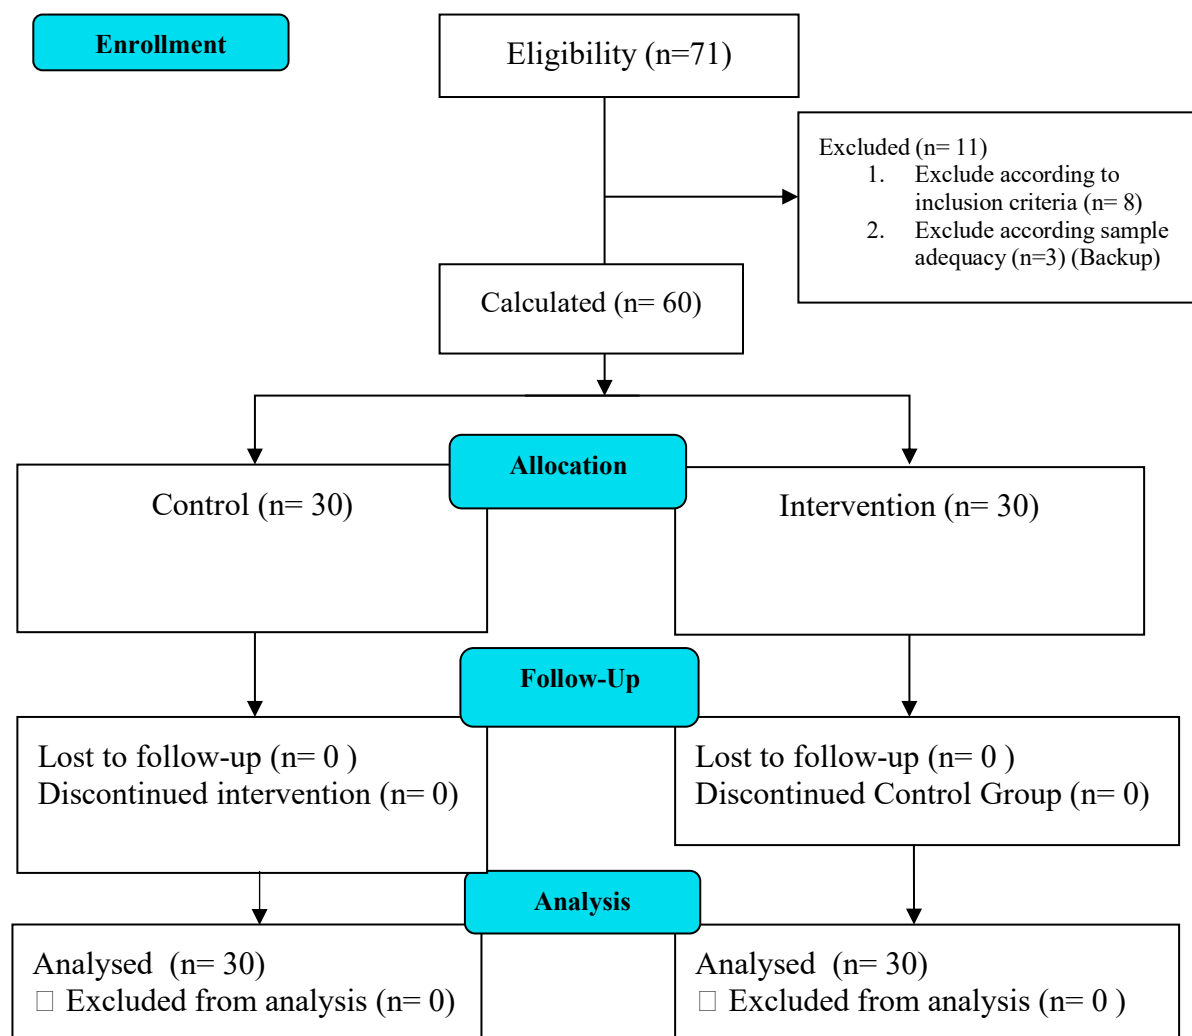 Enrollment
Eligibility (n=71)
Excluded (n= 11)
1. Exclude according to
inclusion criteria (n= 8)
2. Exclude according sample
adequacy (n=3) (Backup)
Calculated (n= 60)
Allocation
Control (n= 30)
Intervention (n= 30)
Follow-Up
Lost to follow-up (n= 0 )
Discontinued intervention (n= 0)
Lost to follow-up (n= 0 )
Discontinued Control Group (n= 0)
Analysis
Analysed  (n= 30)
□ Excluded from analysis (n= 0)
Analysed  (n= 30)
□ Excluded from analysis (n= 0 )